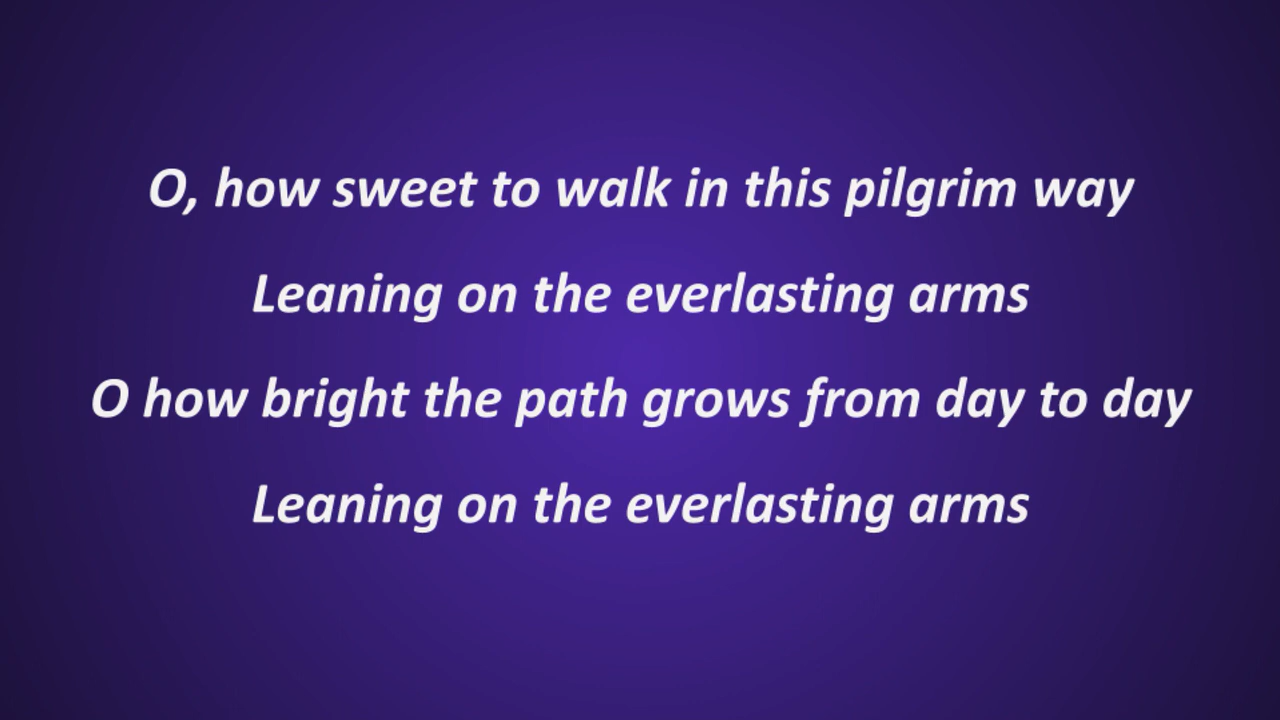 O, how sweet to walk in this pilgrim way
Leaning on the everlasting arms
O how bright the path grows from day to day
Leaning on the everlasting arms